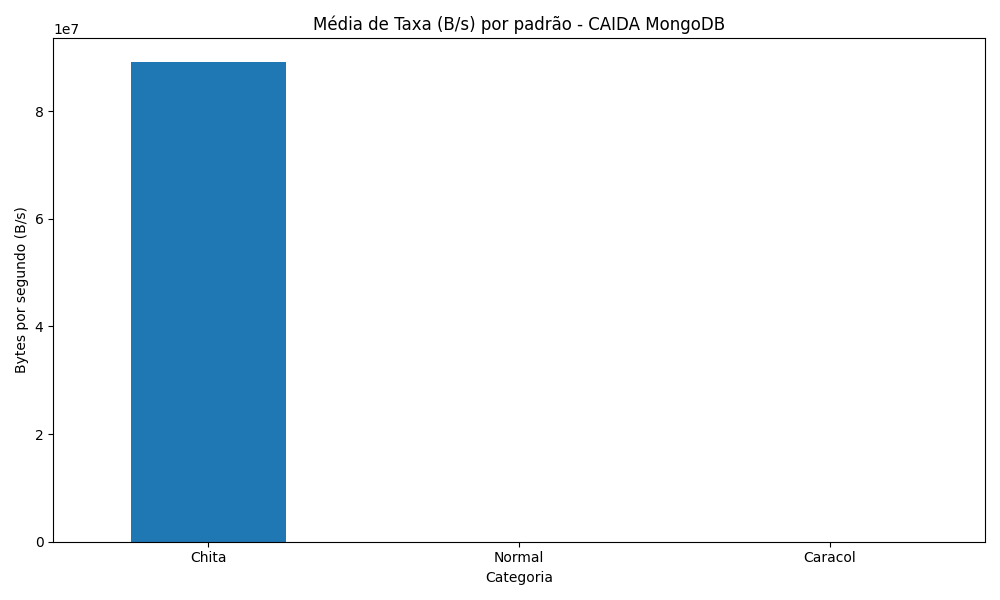 Média de Taxa (B/s) por padrão - CAIDA MongoDB
1e7
8
6
4
2
0
Bytes por segundo (B/s)
Chita
Normal
Caracol
Categoria